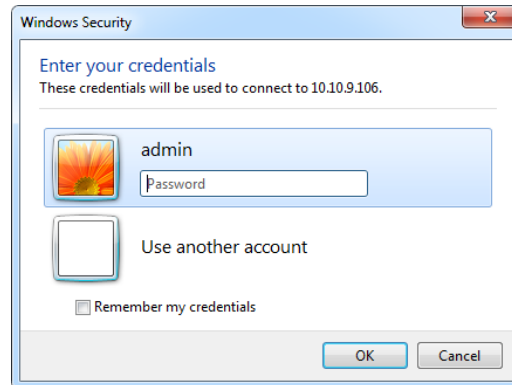 Windows Security
Enter your credentials
These credentials will be used to connect to 10.10.9.106.
admin
Password
Use another account
Remember my credentials
OK
Cancel